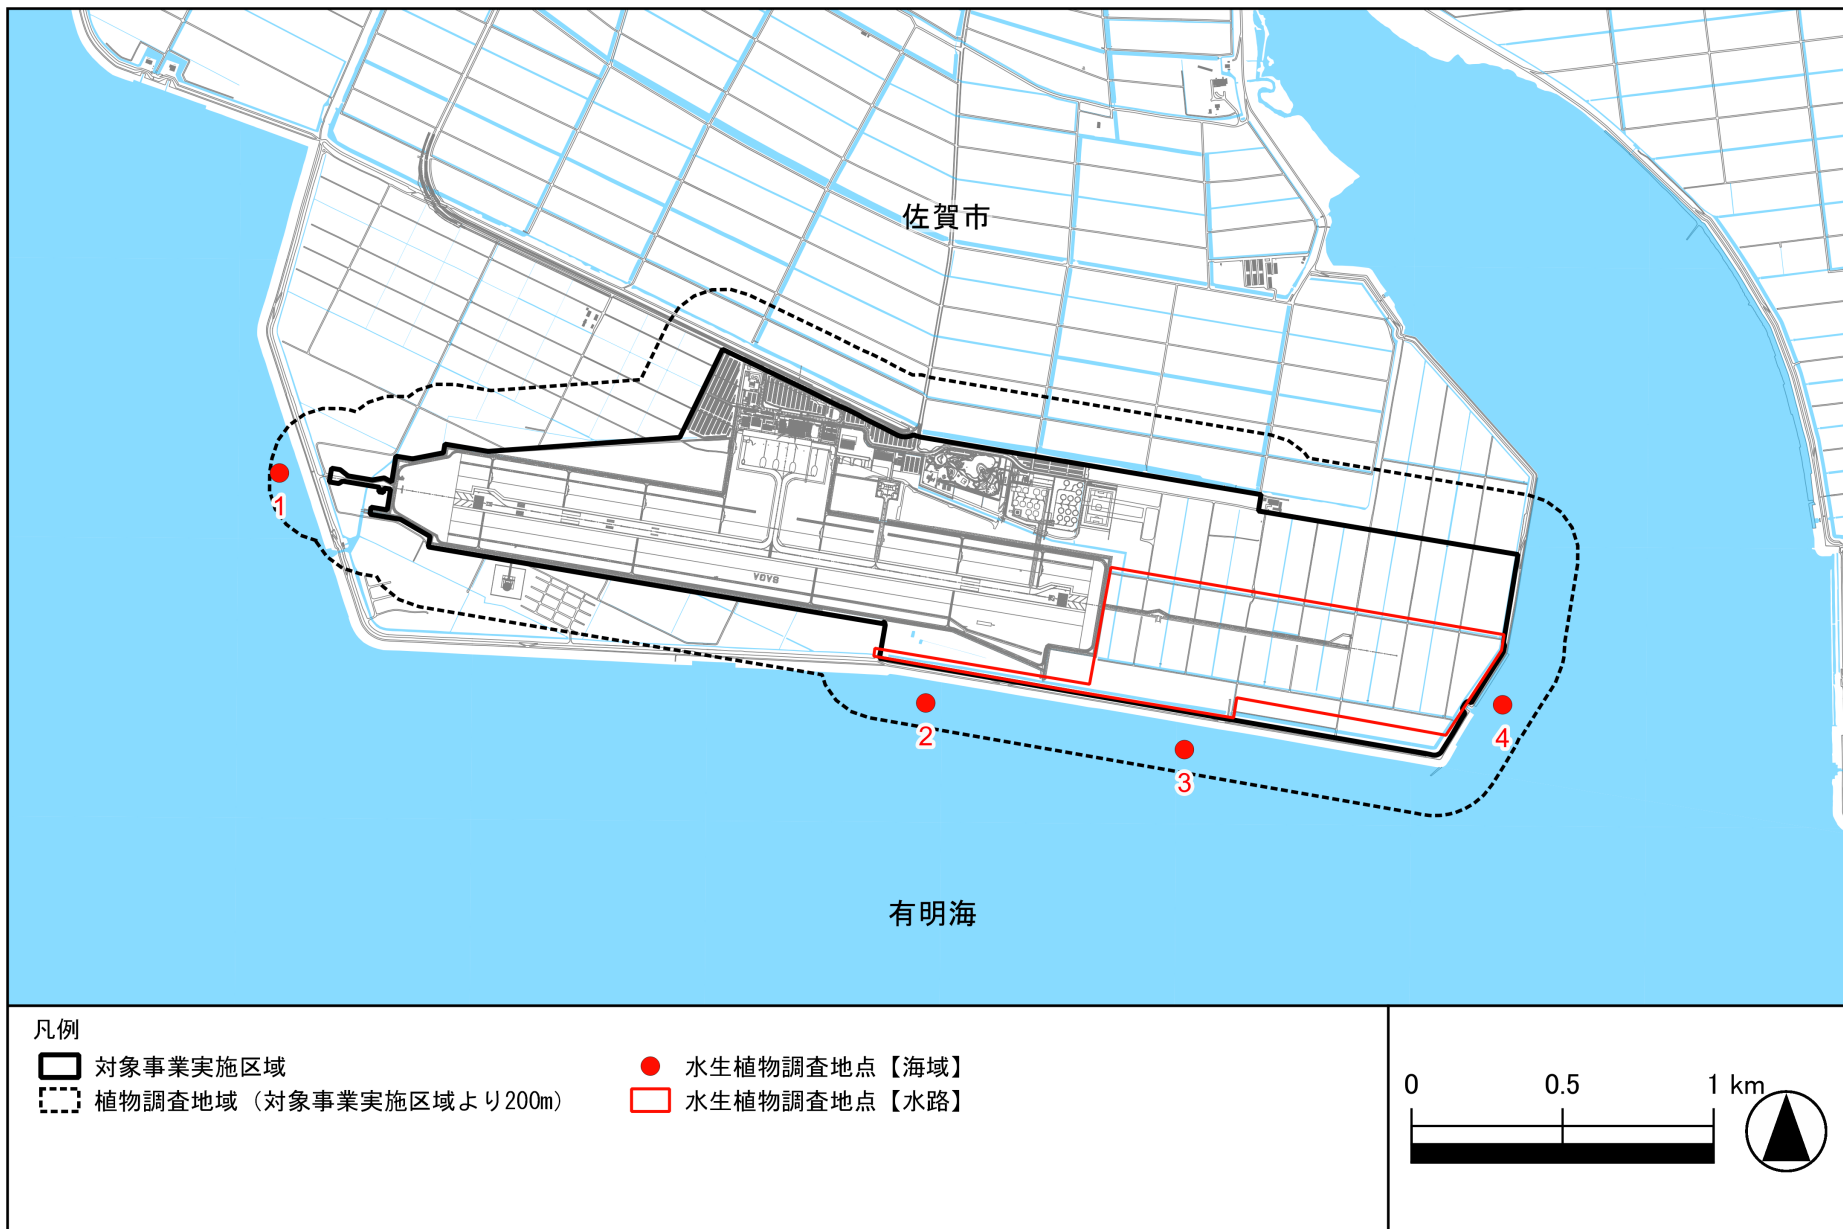 佐賀市
1
2
3
4
有明海
凡例
対象事業実施区域
植物調査地域（対象事業実施区域より200m）
水生植物調査地点【海域】
水生植物調査地点【水路】
0 0.5 1 km